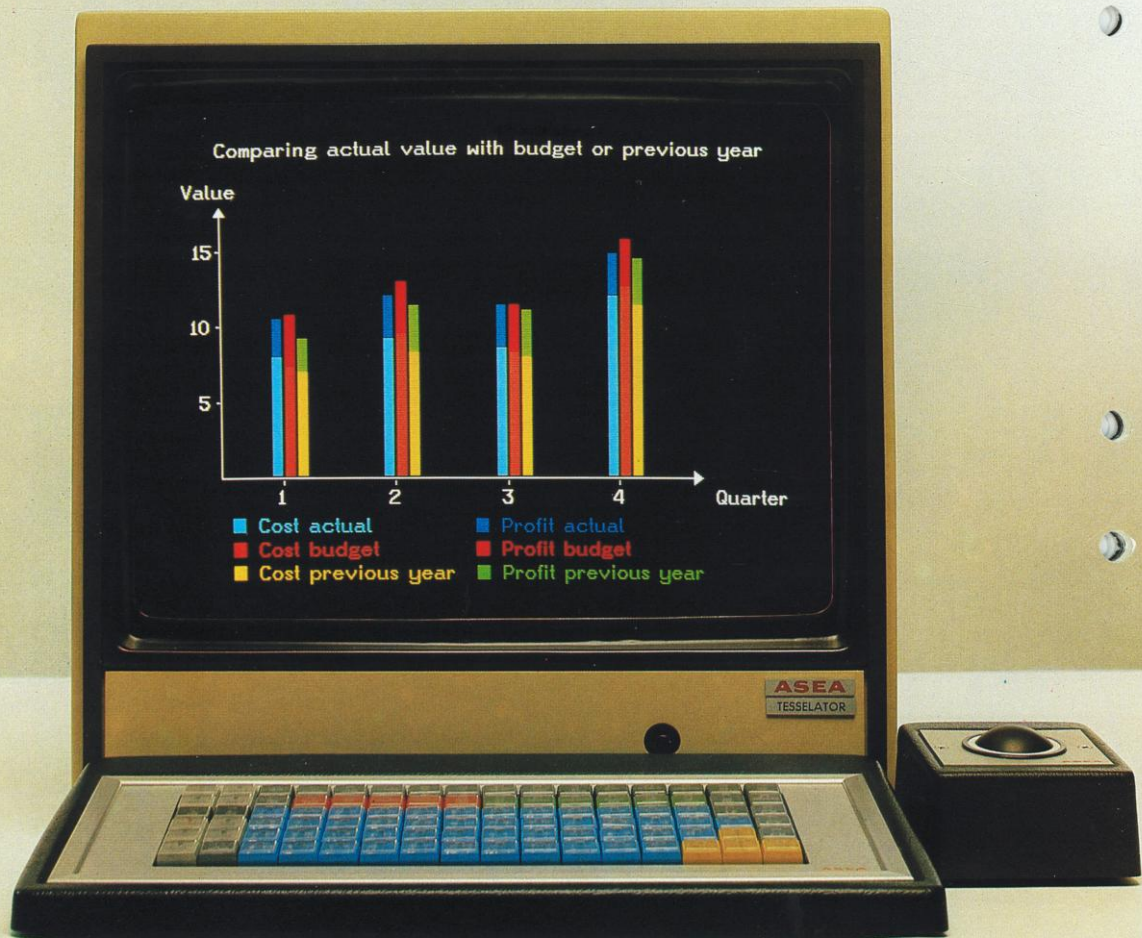 Comparing actual value with budget or previous year
Value
15
10
5
1 2 3 4 Quarter
Cost actual Profit actual
Cost budget Profit budget
Cost previous year Profit previous year
ASEA
TESSELATOR